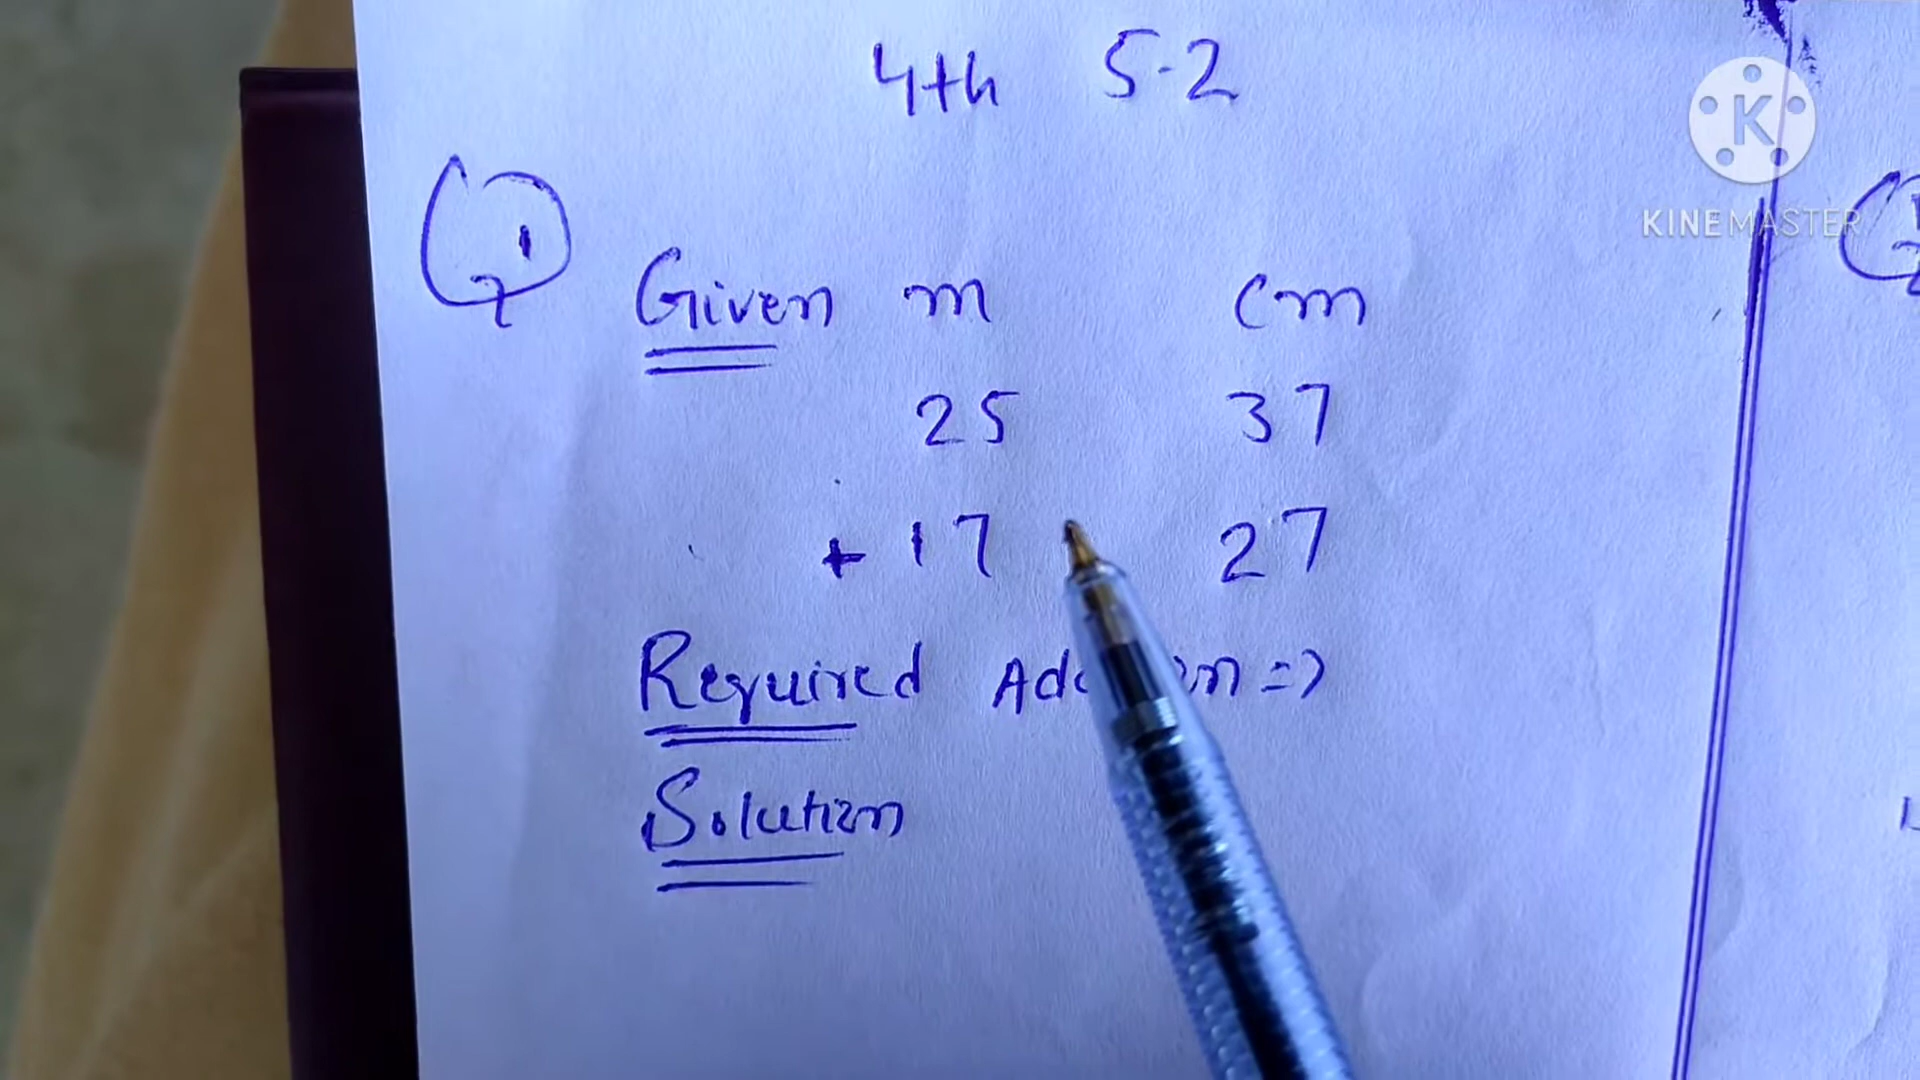 4th 5.2
Q1
Given m cm
25 37
+ 17 27
Required =>
Solution
K
KINEMASTER